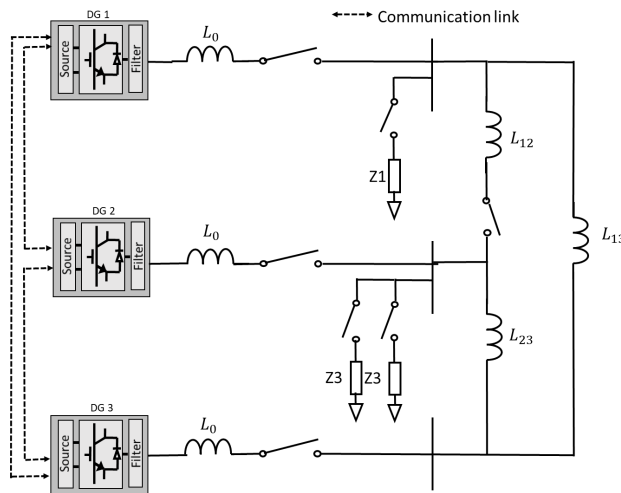 DG 1
Source
Filter
L₀
Communication link
L₁₂
Z1
L₁₃
DG 2
Source
Filter
L₀
L₂₃
Z3
Z3
DG 3
Source
Filter
L₀